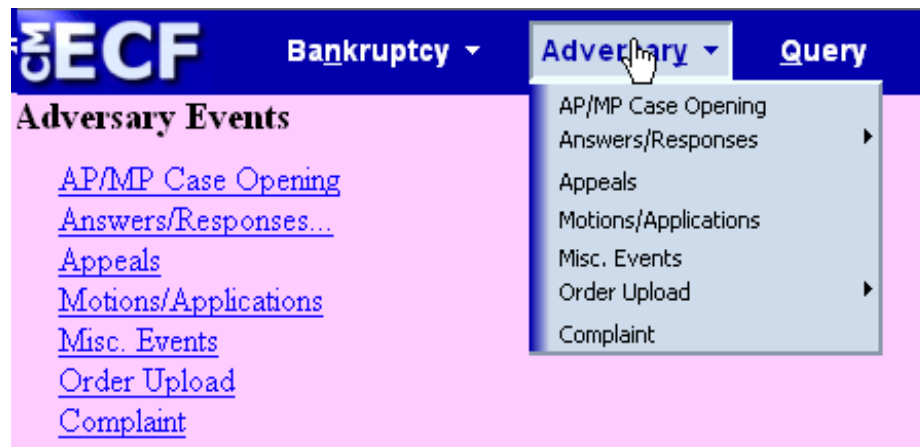 CM ECF Bankruptcy Adversary Query
Adversary Events
AP/MP Case Opening
Answers/Responses...
Appeals
Motions/Applications
Misc. Events
Order Upload
Complaint
AP/MP Case Opening
Answers/Responses
Appeals
Motions/Applications
Misc. Events
Order Upload
Complaint